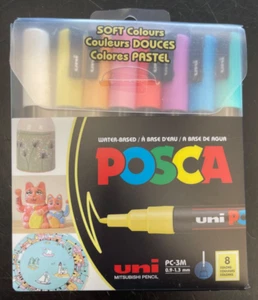 SOFT Colours
Couleurs DOUCES
Colores PASTEL
WATER-BASED / À BASE D'EAU / A BASE DE AGUA
POSCA
uni
uni
MITSUBISHI PENCIL
PC-3M
0.9-1.3 mm
8